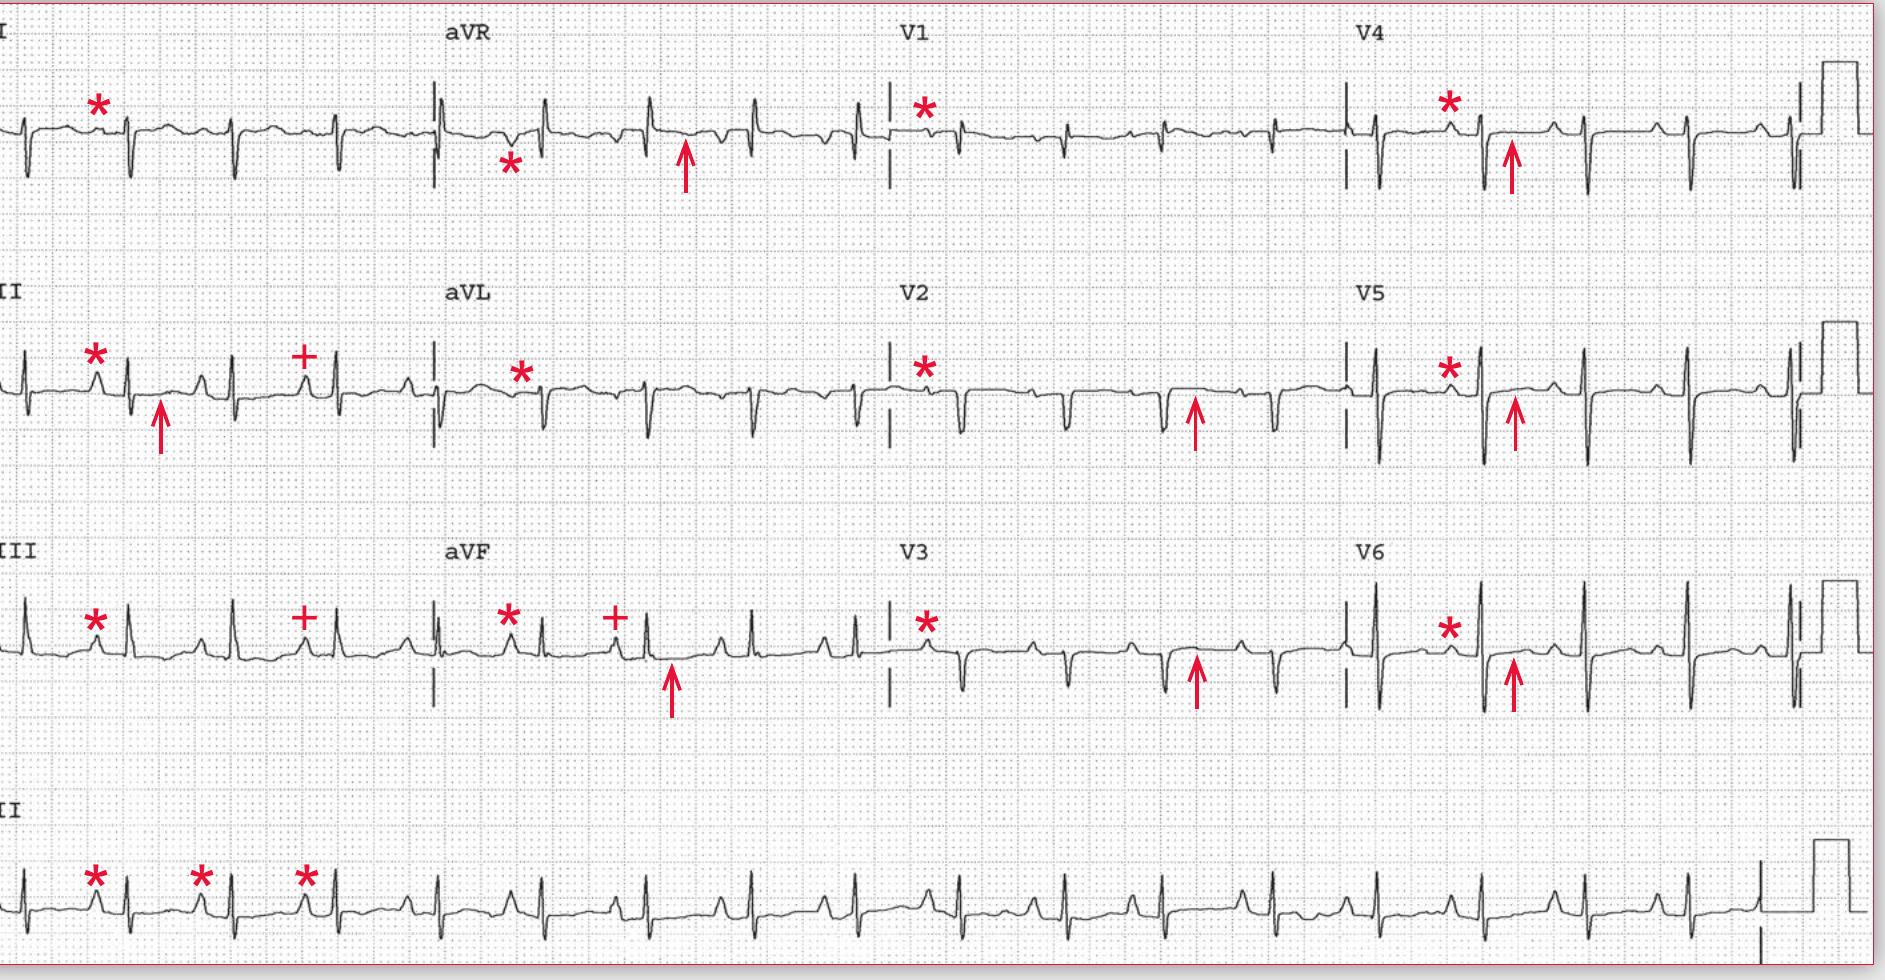 I aVR V1 V4
* * * *
II aVL V2 V5
* + * * *
III aVF V3 V6
* + * + * *
II
* * *